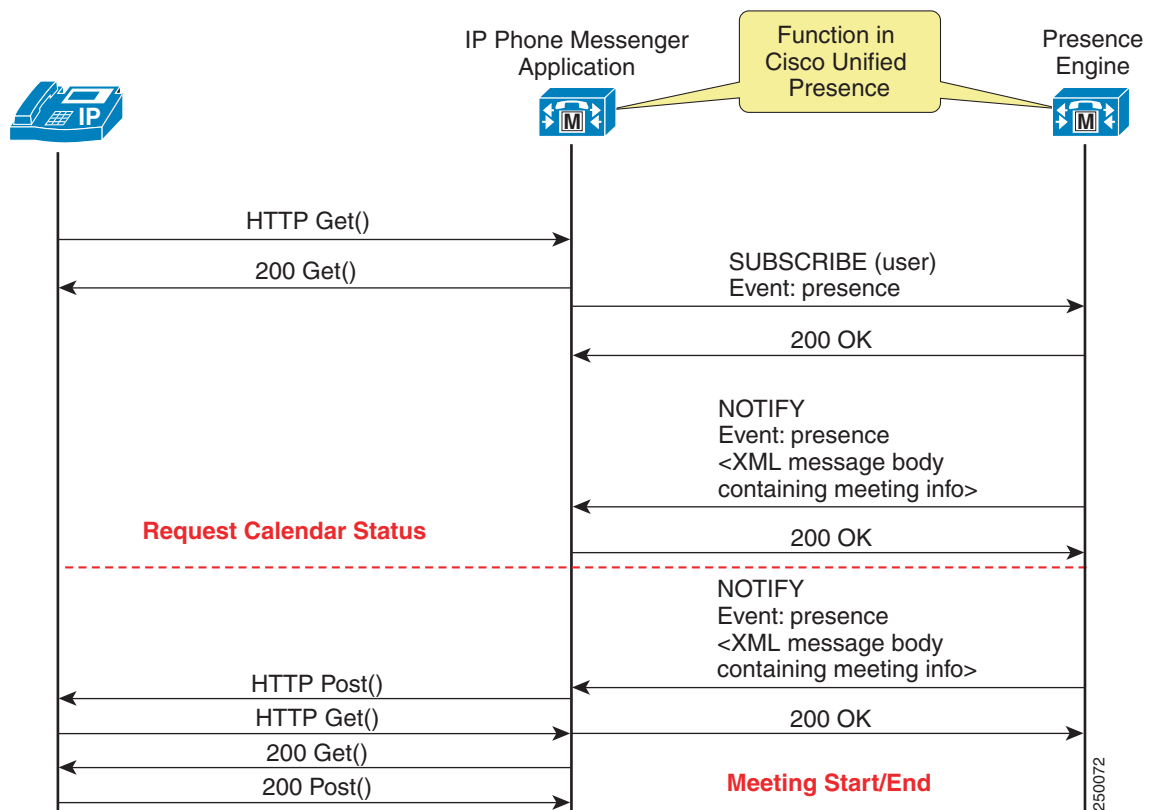 IP Phone Messenger
Application
Function in
Cisco Unified
Presence
Presence
Engine
IP
M
M
HTTP Get()
200 Get()
SUBSCRIBE (user)
Event: presence
200 OK
NOTIFY
Event: presence
<XML message body
containing meeting info>
Request Calendar Status
200 OK
NOTIFY
Event: presence
<XML message body
containing meeting info>
HTTP Post()
HTTP Get()
200 OK
200 Get()
200 Post()
Meeting Start/End
250072